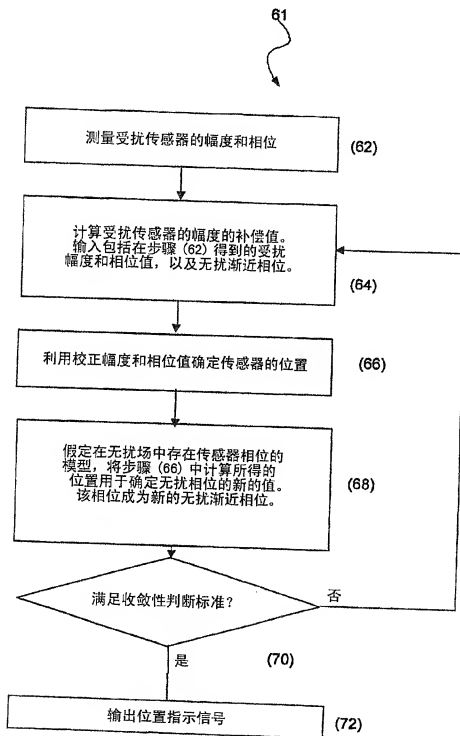 61
测量受扰传感器的幅度和相位
(62)
计算受扰传感器的幅度的补偿值。
输入包括在步骤(62)得到的受扰
幅度和相位值，以及无扰渐近相位。
(64)
利用校正幅度和相位值确定传感器的位置
(66)
假定在无扰场中存在传感器相位的
模型，将步骤(66)中计算所得的
位置用于确定无扰相位的新的值。
该相位成为新的无扰渐近相位。
(68)
满足收敛性判断标准？
否
是
(70)
输出位置指示信号
(72)